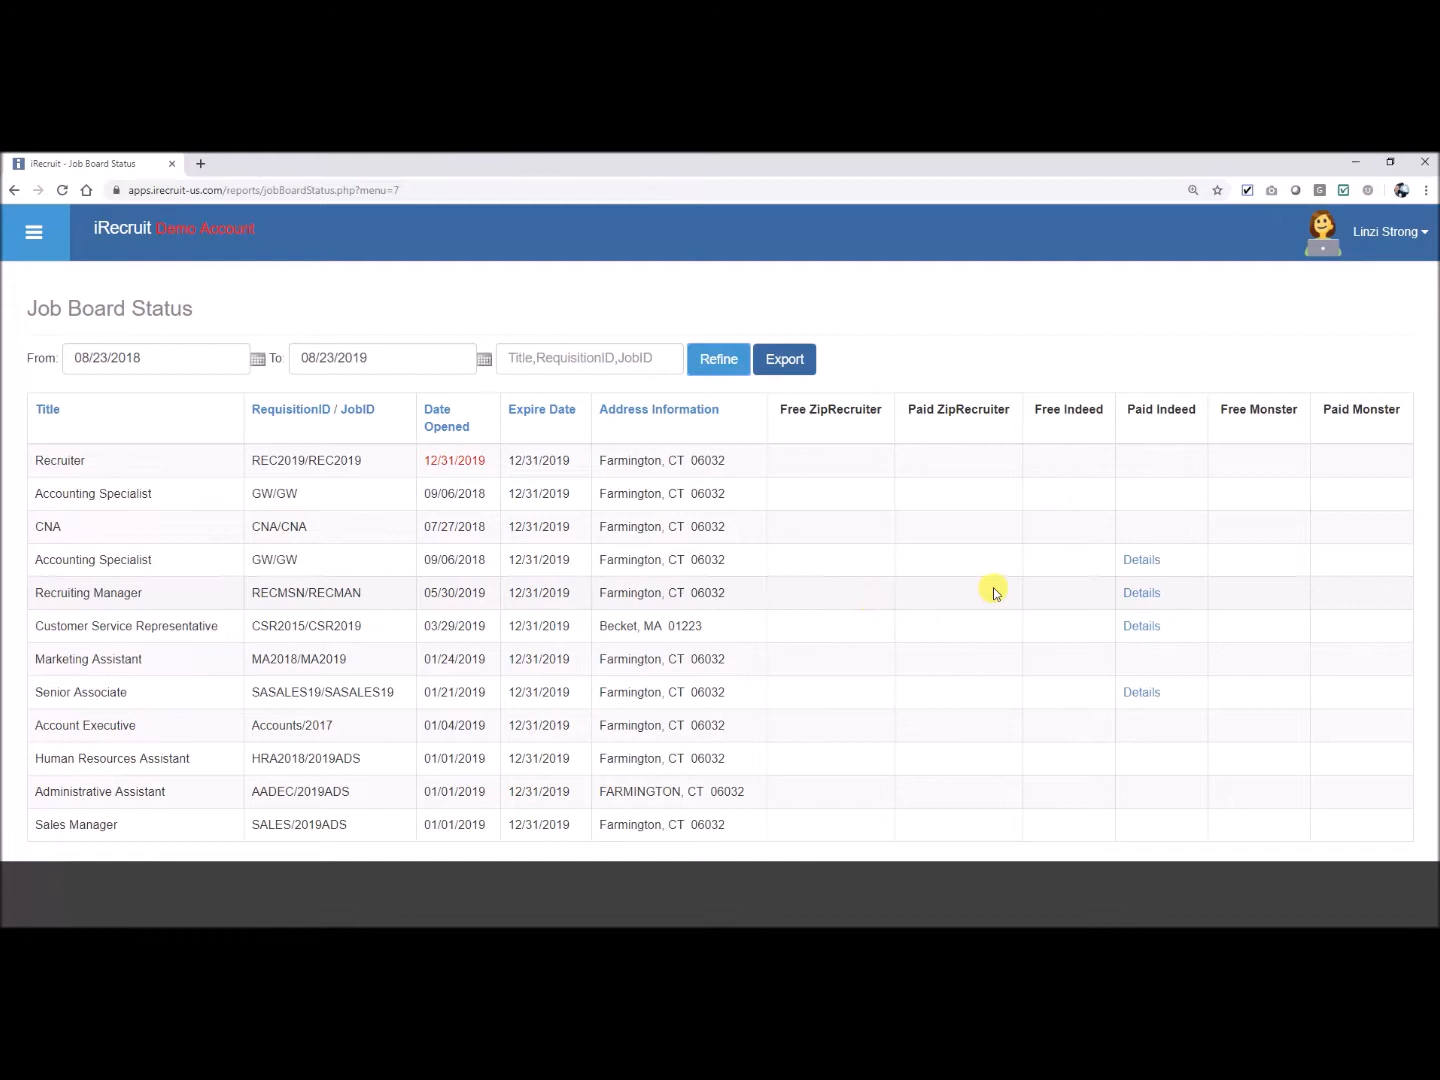 iRecruit - Job Board Status
apps.irecruit-us.com/reports/jobBoardStatus.php?menu=7
iRecruit Demo Account
Linzi Strong
Job Board Status
From: 08/23/2018 To: 08/23/2019 Title,RequisitionID,JobID Refine Export
Title RequisitionID / JobID Date Opened Expire Date Address Information Free ZipRecruiter Paid ZipRecruiter Free Indeed Paid Indeed Free Monster Paid Monster
Recruiter REC2019/REC2019 12/31/2019 12/31/2019 Farmington, CT 06032
Accounting Specialist GW/GW 09/06/2018 12/31/2019 Farmington, CT 06032
CNA CNA/CNA 07/27/2018 12/31/2019 Farmington, CT 06032
Accounting Specialist GW/GW 09/06/2018 12/31/2019 Farmington, CT 06032 Details
Recruiting Manager RECMSN/RECMAN 05/30/2019 12/31/2019 Farmington, CT 06032 Details
Customer Service Representative CSR2015/CSR2019 03/29/2019 12/31/2019 Becket, MA 01223 Details
Marketing Assistant MA2018/MA2019 01/24/2019 12/31/2019 Farmington, CT 06032
Senior Associate SASALES19/SASALES19 01/21/2019 12/31/2019 Farmington, CT 06032 Details
Account Executive Accounts/2017 01/04/2019 12/31/2019 Farmington, CT 06032
Human Resources Assistant HRA2018/2019ADS 01/01/2019 12/31/2019 Farmington, CT 06032
Administrative Assistant AADEC/2019ADS 01/01/2019 12/31/2019 FARMINGTON, CT 06032
Sales Manager SALES/2019ADS 01/01/2019 12/31/2019 Farmington, CT 06032